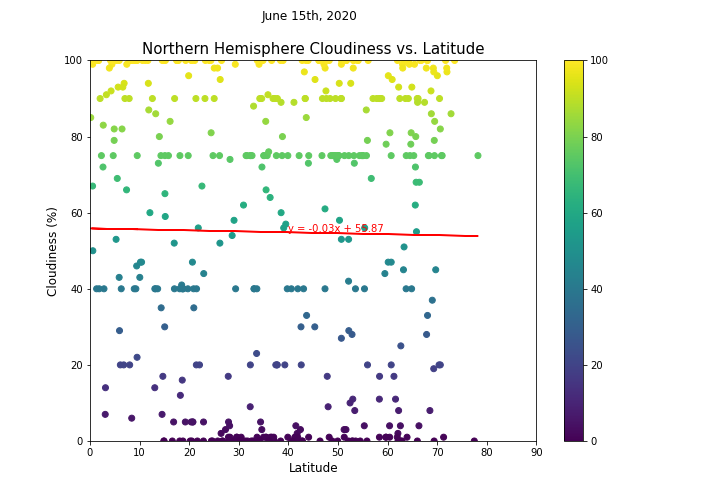 June 15th, 2020
Northern Hemisphere Cloudiness vs. Latitude
100
80
60
40
20
0
Cloudiness (%)
y = -0.03x + 55.87
0 10 20 30 40 50 60 70 80 90
Latitude
100
80
60
40
20
0